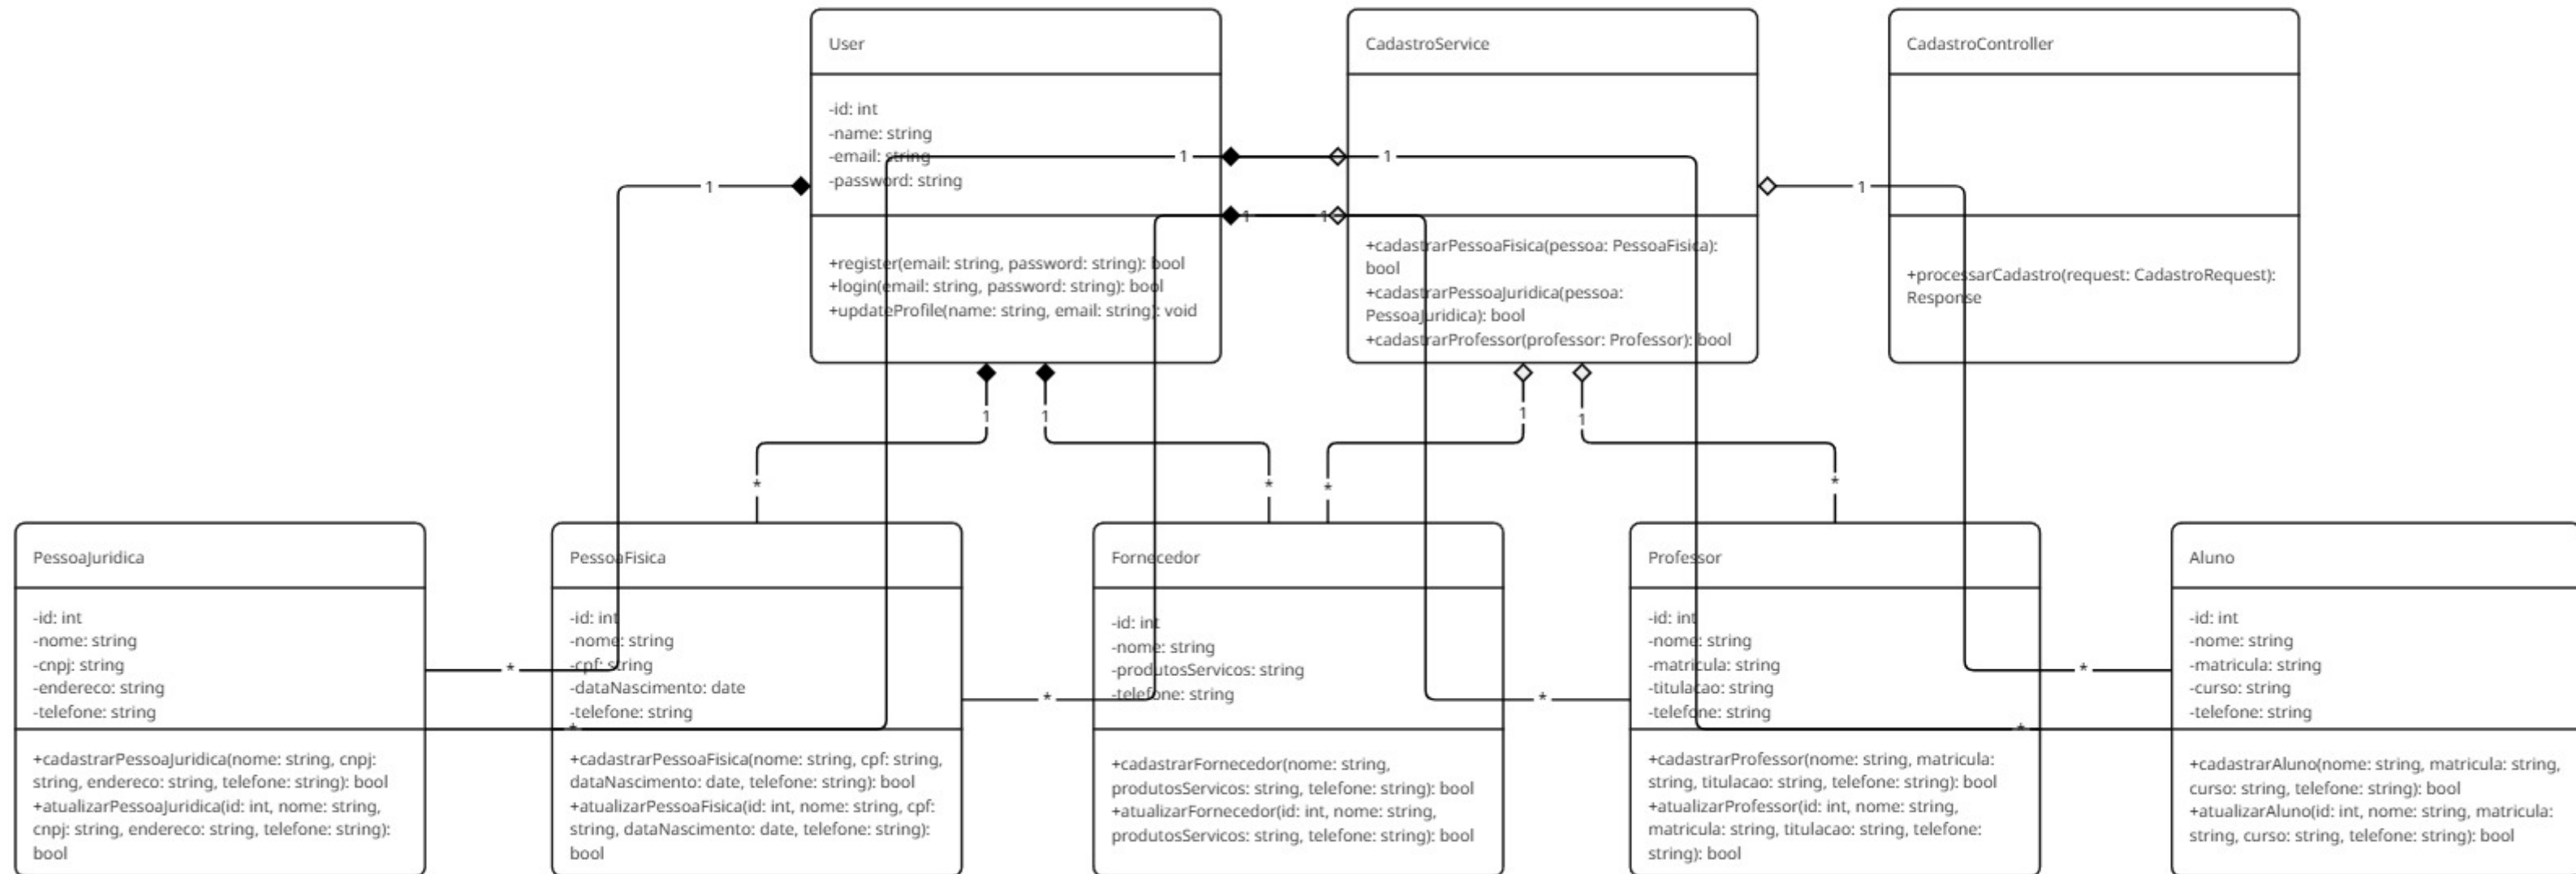 User
-id: int
-name: string
-email: string
-password: string
+register(email: string, password: string): bool
+login(email: string, password: string): bool
+updateProfile(name: string, email: string): void
CadastroService
+cadastrarPessoaFisica(pessoa: PessoaFisica):
bool
+cadastrarPessoaJuridica(pessoa:
PessoaJuridica): bool
+cadastrarProfessor(professor: Professor): bool
CadastroController
+processarCadastro(request: CadastroRequest):
Response
1
1
1
1
1
1
1
1
1
1
*
*
*
*
PessoaJuridica
-id: int
-nome: string
-cnpj: string
-endereco: string
-telefone: string
+cadastrarPessoaJuridica(nome: string, cnpj:
string, endereco: string, telefone: string): bool
+atualizarPessoaJuridica(id: int, nome: string,
cnpj: string, endereco: string, telefone: string):
bool
*
*
PessoaFisica
-id: int
-nome: string
-cpf: string
-dataNascimento: date
-telefone: string
+cadastrarPessoaFisica(nome: string, cpf: string,
dataNascimento: date, telefone: string): bool
+atualizarPessoaFisica(id: int, nome: string, cpf:
string, dataNascimento: date, telefone: string):
bool
*
Fornecedor
-id: int
-nome: string
-produtosServicos: string
-telefone: string
+cadastrarFornecedor(nome: string,
produtosServicos: string, telefone: string): bool
+atualizarFornecedor(id: int, nome: string,
produtosServicos: string, telefone: string): bool
*
Professor
-id: int
-nome: string
-matricula: string
-titulacao: string
-telefone: string
+cadastrarProfessor(nome: string, matricula:
string, titulacao: string, telefone: string): bool
+atualizarProfessor(id: int, nome: string,
matricula: string, titulacao: string, telefone:
string): bool
*
*
Aluno
-id: int
-nome: string
-matricula: string
-curso: string
-telefone: string
+cadastrarAluno(nome: string, matricula: string,
curso: string, telefone: string): bool
+atualizarAluno(id: int, nome: string, matricula:
string, curso: string, telefone: string): bool